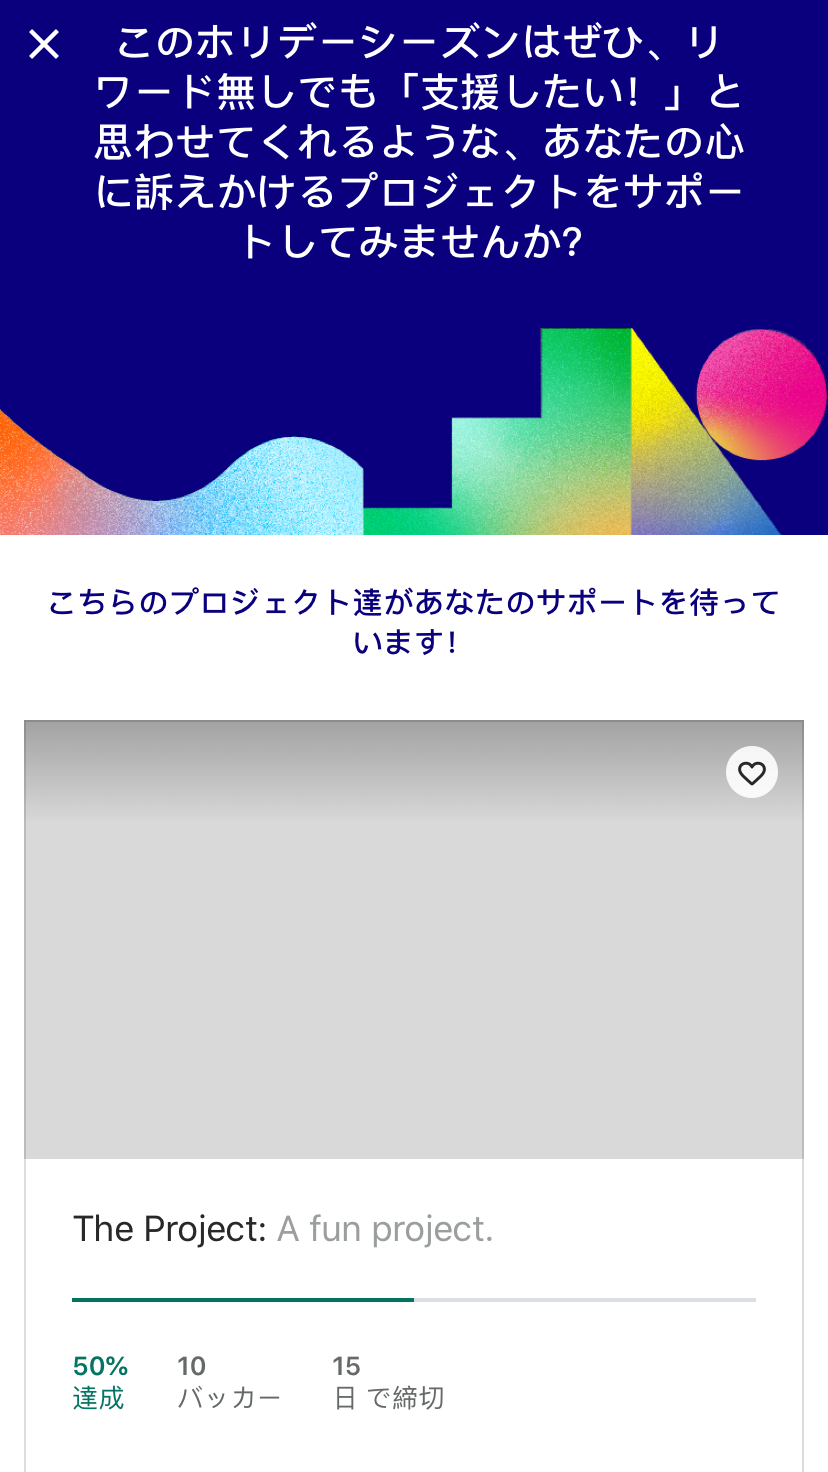 このホリデーシーズンはぜひ、リ
ワード無しでも「支援したい！」と
思わせてくれるような、あなたの心
に訴えかけるプロジェクトをサポー
トしてみませんか?
こちらのプロジェクト達があなたのサポートを待って
います！
The Project: A fun project.
50% 10 15
達成 バッカー 日 で締切